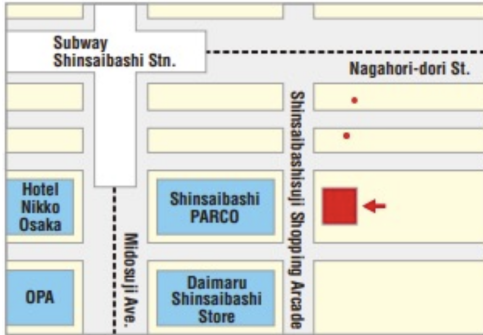 Subway
Shinsaibashi Stn.
Nagahori-dori St.
Shinsaibashisuji Shopping Arcade
Hotel
Nikko
Osaka
Shinsaibashi
PARCO
Midosuji Ave.
OPA
Daimaru
Shinsaibashi
Store